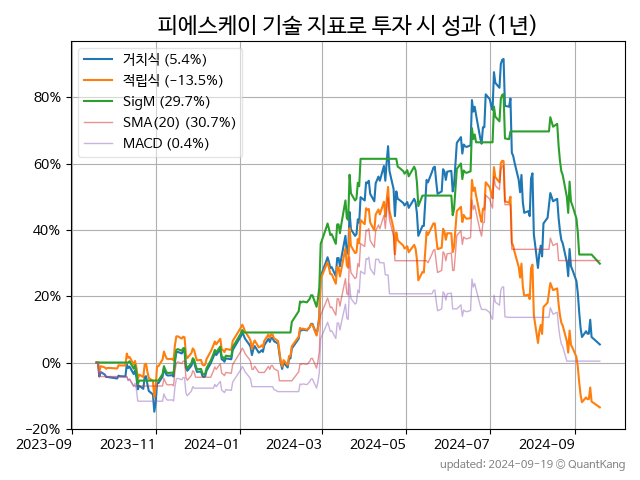 피에스케이 기술 지표로 투자 시 성과 (1년)
거치식 (5.4%)
적립식 (-13.5%)
SigM (29.7%)
SMA(20) (30.7%)
MACD (0.4%)
80%
60%
40%
20%
0%
−20%
2023-09 2023-11 2024-01 2024-03 2024-05 2024-07 2024-09
updated: 2024-09-19 @ QuantKang